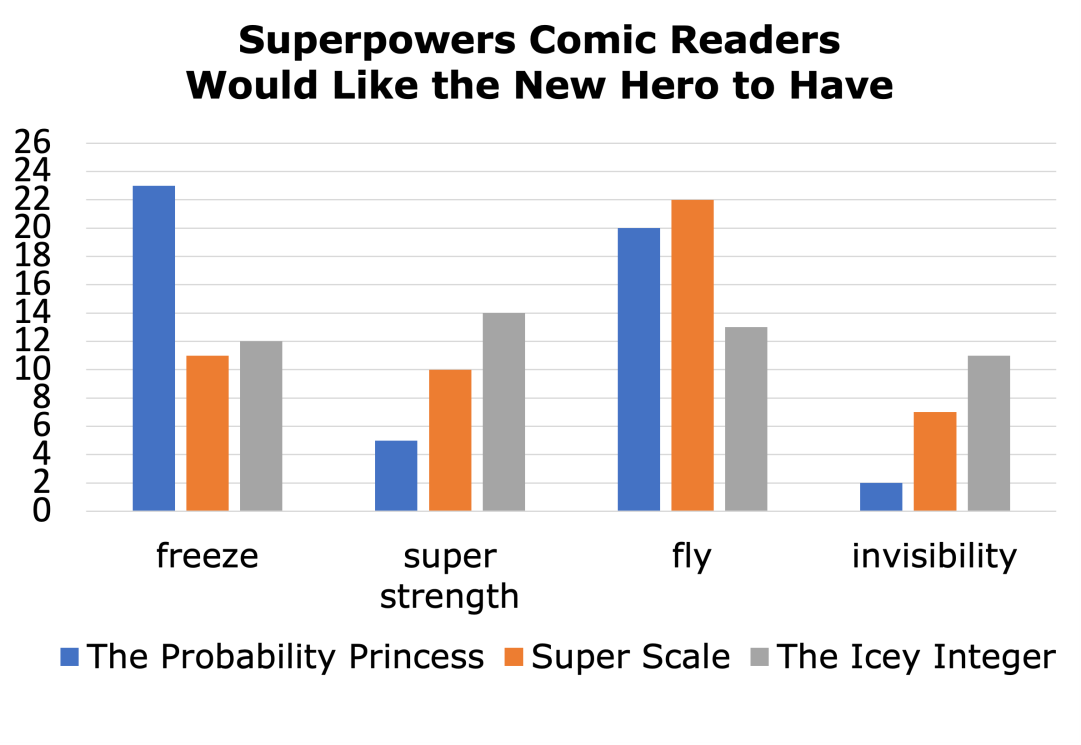 Superpowers Comic Readers
Would Like the New Hero to Have
26
24
22
20
18
16
14
12
10
8
6
4
2
0
freeze
super
strength
fly
invisibility
The Probability Princess
Super Scale
The Icey Integer